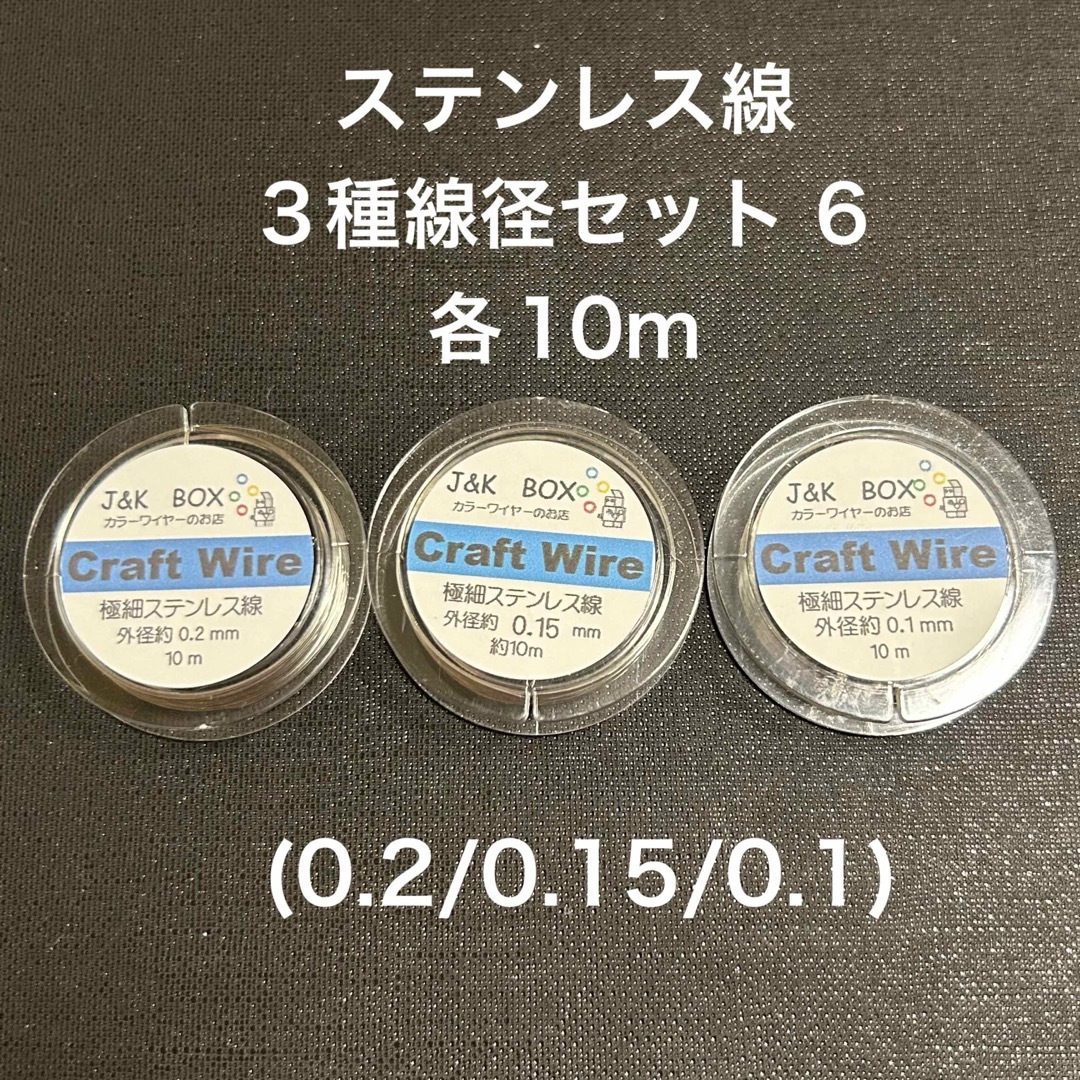 ステンレス線
3種線径セット 6
各10m
J&K BOX
カラーワイヤーのお店
Craft Wire
極細ステンレス線
外径約 0.2 mm
10 m
J&K BOX
カラーワイヤーのお店
Craft Wire
極細ステンレス線
外径約 0.15 mm
約10m
J&K BOX
カラーワイヤーのお店
Craft Wire
極細ステンレス線
外径約 0.1 mm
10 m
(0.2/0.15/0.1)